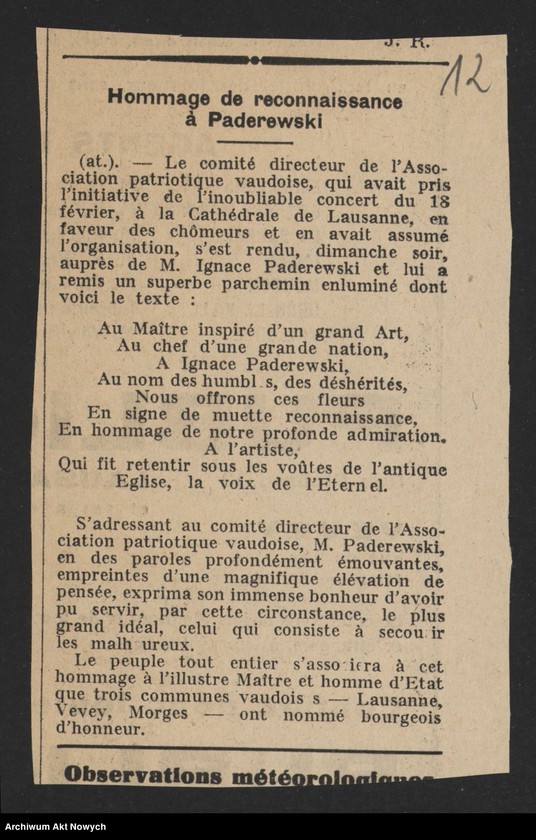 J. R.
12
Hommage de reconnaissance
à Paderewski
(at.). — Le comité directeur de l'Asso-
ciation patriotique vaudoise, qui avait pris
l'initiative de l'inoubliable concert du 18
février, à la Cathédrale de Lausanne, en
faveur des chômeurs et en avait assumé
l'organisation, s'est rendu, dimanche soir,
auprès de M. Ignace Paderewski et lui a
remis un superbe parchemin enluminé dont
voici le texte :
Au Maître inspiré d'un grand Art,
Au chef d'une grande nation,
A Ignace Paderewski,
Au nom des humbl s, des déshérités,
Nous offrons ces fleurs
En signe de muette reconnaissance,
En hommage de notre profonde admiration.
A l'artiste,
Qui fit retentir sous les voûtes de l'antique
Eglise, la voix de l'Eternel.
S'adressant au comité directeur de l'Asso-
ciation patriotique vaudoise, M. Paderewski,
en des paroles profondément émouvantes,
empreintes d'une magnifique élévation de
pensée, exprima son immense bonheur d'avoir
pu servir, par cette circonstance, le plus
grand idéal, celui qui consiste à secou ir
les malh ureux.
Le peuple tout entier s'associera à cet
hommage à l'illustre Maître et homme d'Etat
que trois communes vaudois s — Lausanne,
Vevey, Morges — ont nommé bourgeois
d'honneur.
Observations météorologiques
Archiwum Akt Nowych